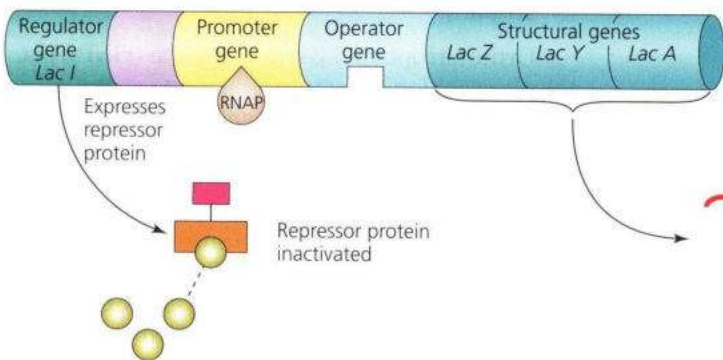 Regulator
gene
Lac I
Promoter
gene
Operator
gene
Structural genes
Lac Z
Lac Y
Lac A
RNAP
Expresses
repressor
protein
Repressor protein
inactivated